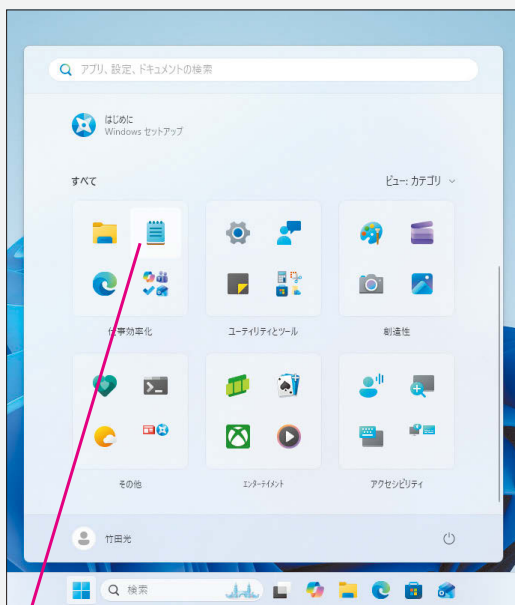 アプリ、設定、ドキュメントの検索
はじめに
Windows セットアップ
すべて
ビュー: カテゴリ
仕事効率化
ユーティリティとツール
創造性
その他
エンターテイメント
アクセシビリティ
竹田光
検索